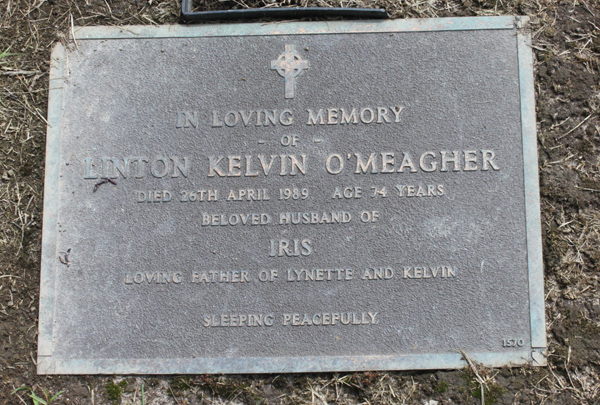 IN LOVING MEMORY
- OF -
LINTON KELVIN O'MEAGHER
DIED 26TH APRIL 1989 AGE 74 YEARS
BELOVED HUSBAND OF
IRIS
LOVING FATHER OF LYNETTE AND KELVIN
SLEEPING PEACEFULLY
1570